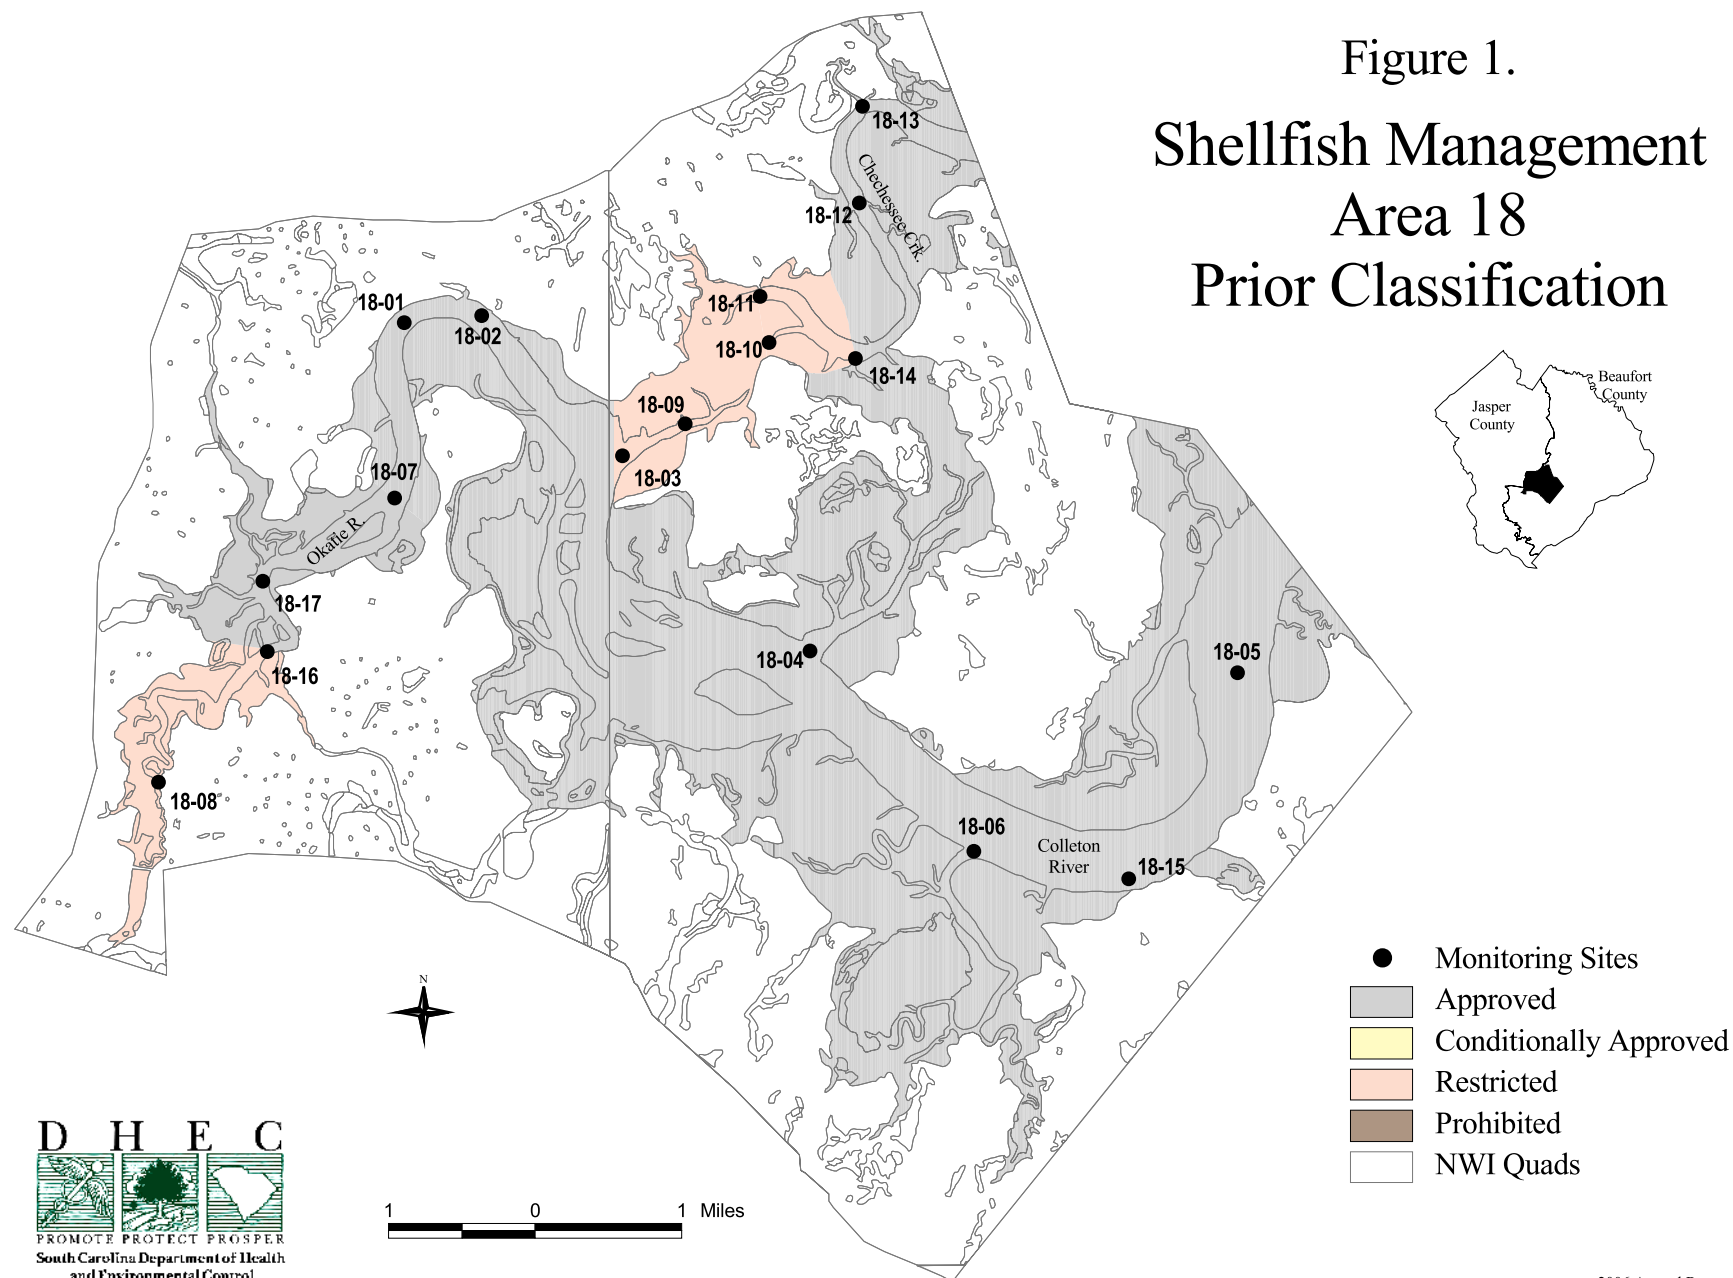 Figure 1.
Shellfish Management
Area 18
Prior Classification
18-13
Chechessee Crk.
18-12
18-01
18-02
18-11
18-10
18-14
18-09
18-03
18-07
Okatie R.
18-17
18-16
18-08
18-04
18-05
18-06
Colleton
River
18-15
Beaufort
County
Jasper
County
Monitoring Sites
Approved
Conditionally Approved
Restricted
Prohibited
NWI Quads
N
1 0 1 Miles
D H E C
PROMOTE PROTECT PROSPER
South Carolina Department of Health
and Environmental Control